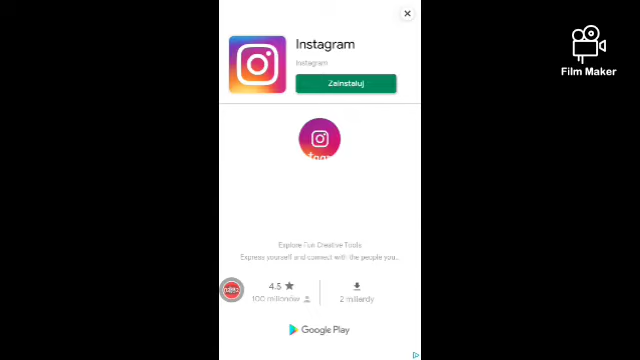 Instagram
Instagram
Zainstaluj
Film Maker
Explore Fun Creative Tools
Express yourself and connect with the people you...
4.5
100 milionów
2 miliardy
Google Play